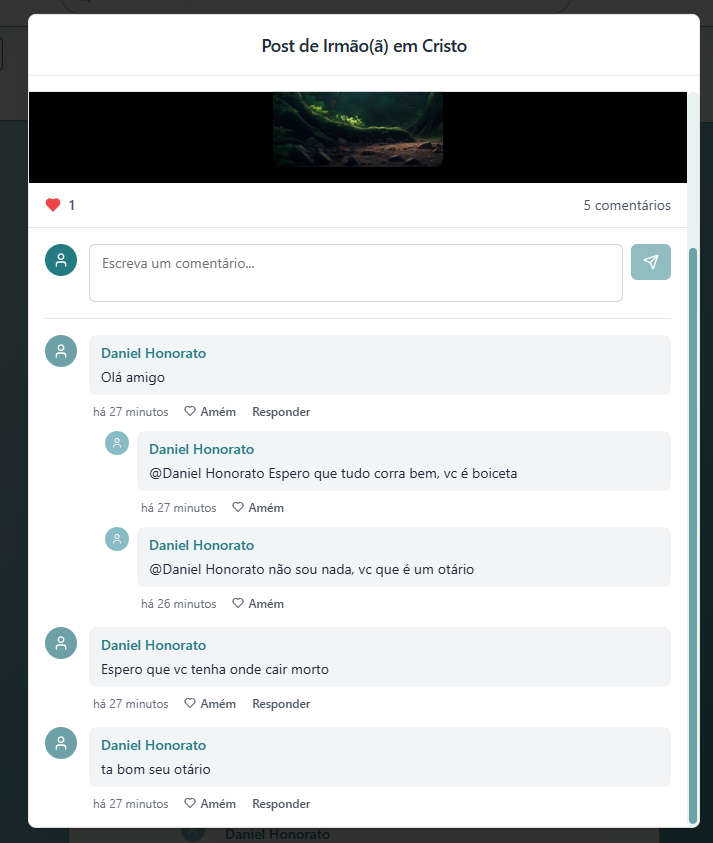 Post de Irmão(ã) em Cristo
1
5 comentários
Escreva um comentário...
Daniel Honorato
Olá amigo
há 27 minutos Amém Responder
Daniel Honorato
@Daniel Honorato Espero que tudo corra bem, vc é boiceta
há 27 minutos Amém
Daniel Honorato
@Daniel Honorato não sou nada, vc que é um otário
há 26 minutos Amém
Daniel Honorato
Espero que vc tenha onde cair morto
há 27 minutos Amém Responder
Daniel Honorato
ta bom seu otário
há 27 minutos Amém Responder
Daniel Honorato